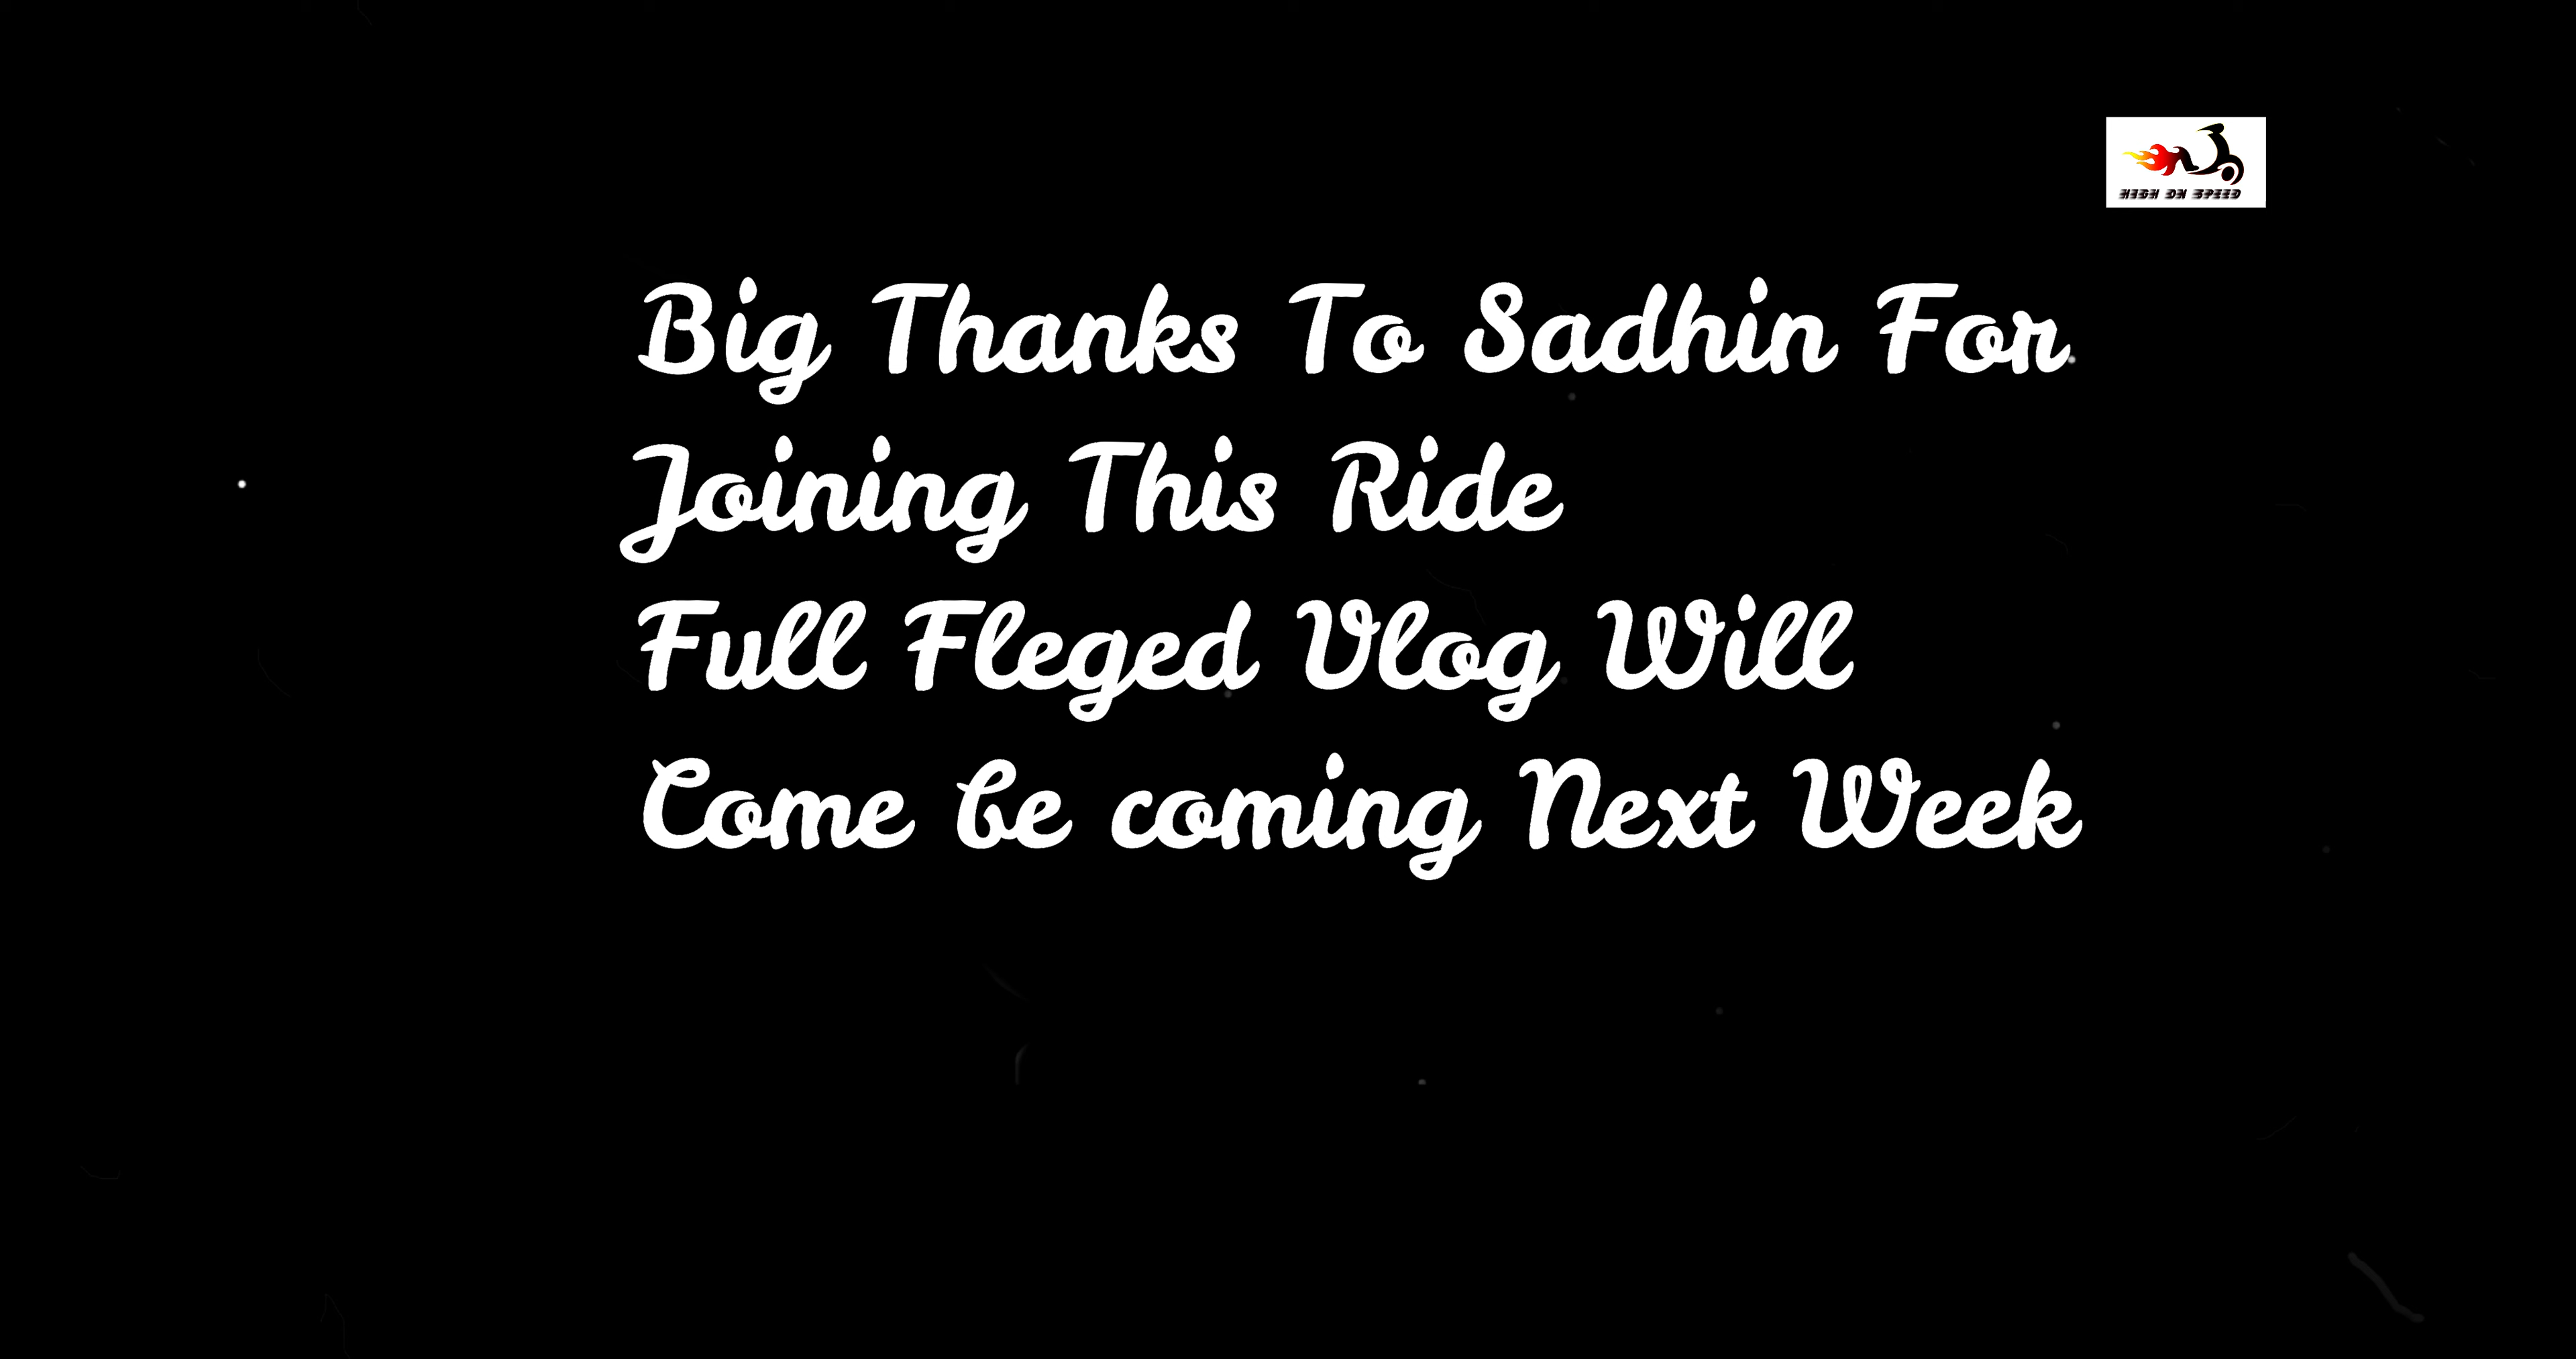 HIGH ON SPEED
Big Thanks To Sadhin For
Joining This Ride
Full Fleged Vlog Will
Come be coming Next Week